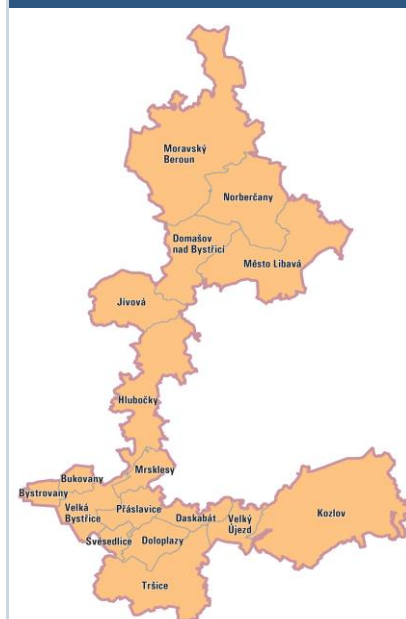 Moravský
Beroun
Norberčany
Domašov
nad Bystřicí
Město Libavá
Jívová
Hlubočky
Mrsklesy
Bukovany
Bystrovany
Velká
Bystřice
Přáslavice
Daskabát
Velký
Újezd
Kozlov
Svésedlice
Doloplazy
Tršice